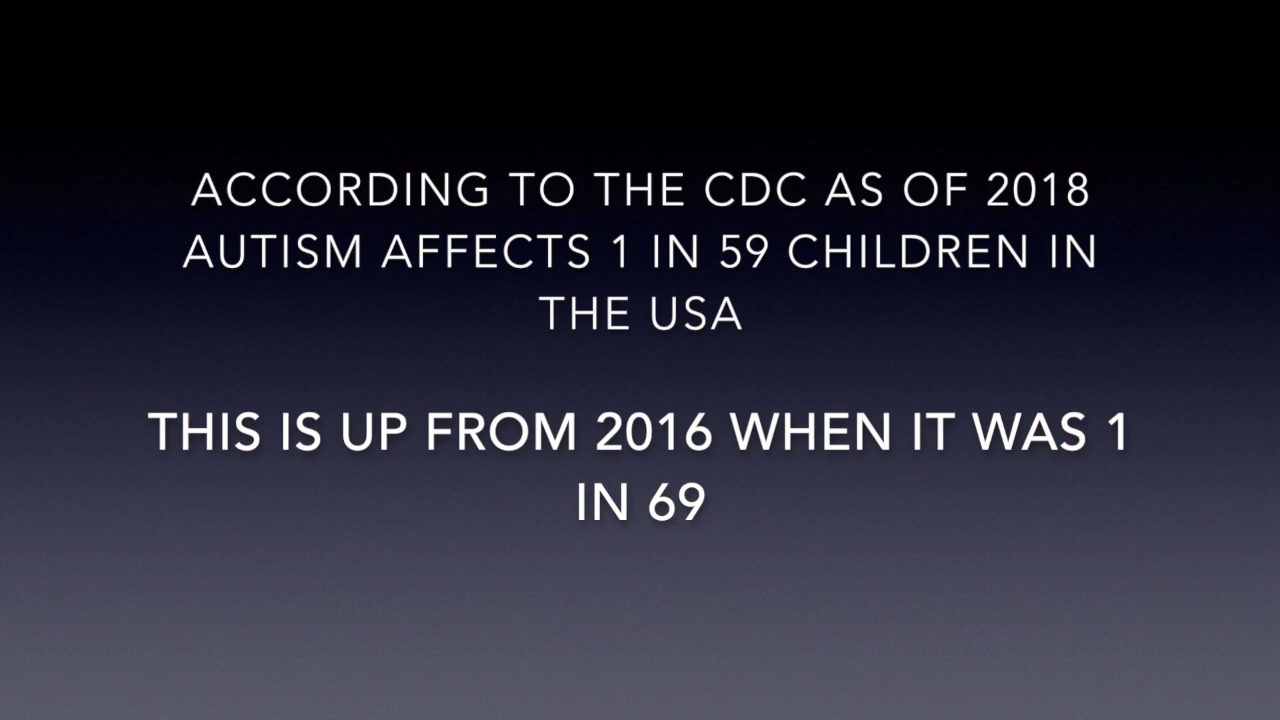 ACCORDING TO THE CDC AS OF 2018
AUTISM AFFECTS 1 IN 59 CHILDREN IN
THE USA
THIS IS UP FROM 2016 WHEN IT WAS 1
IN 69